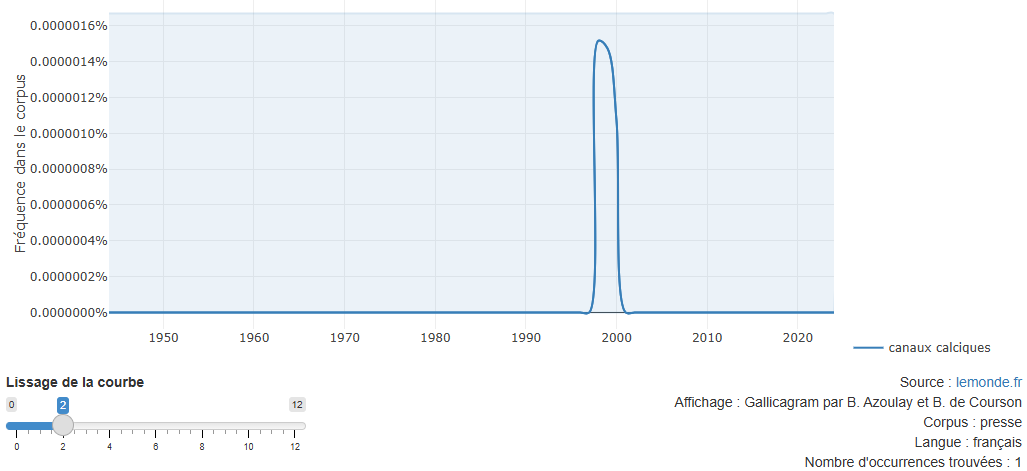 Fréquence dans le corpus
0.0000016%
0.0000014%
0.0000012%
0.0000010%
0.0000008%
0.0000006%
0.0000004%
0.0000002%
0.0000000%
1950 1960 1970 1980 1990 2000 2010 2020
canaux calciques
Lissage de la courbe
0 2 12
0 2 4 6 8 10 12
Source : lemonde.fr
Affichage : Gallicagram par B. Azoulay et B. de Courson
Corpus : presse
Langue : français
Nombre d'occurrences trouvées : 1